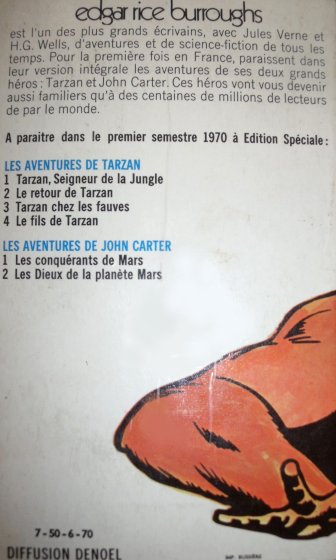 edgar rice burroughs
est l'un des plus grands écrivains, avec Jules Verne et
H.G. Wells, d'aventures et de science-fiction de tous les
temps. Pour la première fois en France, paraissent dans
leur version intégrale les aventures de ses deux grands
héros : Tarzan et John Carter. Ces héros vont vous devenir
aussi familiers qu'à des centaines de millions de lecteurs
de par le monde.
A paraitre dans le premier semestre 1970 à Edition Spéciale :
LES AVENTURES DE TARZAN
1 Tarzan, Seigneur de la Jungle
2 Le retour de Tarzan
3 Tarzan chez les fauves
4 Le fils de Tarzan
LES AVENTURES DE JOHN CARTER
1 Les conquérants de Mars
2 Les Dieux de la planète Mars
7-50-6-70
DIFFUSION DENOEL
IMP. BUSSIÈRE